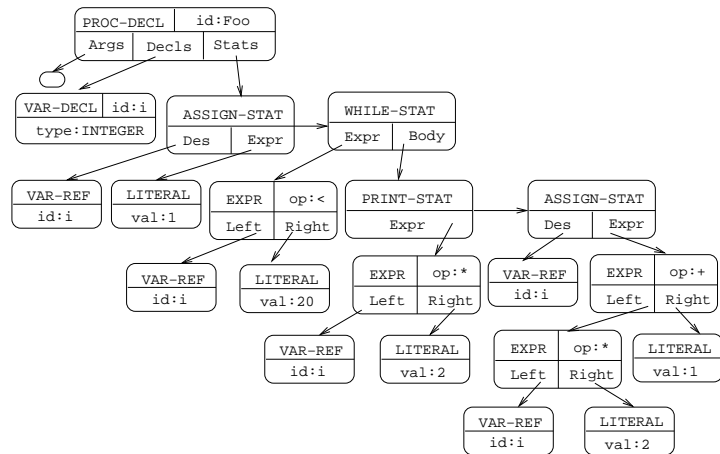 PROC-DECL id:Foo
Args Decls Stats
VAR-DECL id:i
type:INTEGER
ASSIGN-STAT
Des Expr
WHILE-STAT
Expr Body
VAR-REF
id:i
LITERAL
val:1
EXPR op:<
Left Right
PRINT-STAT
Expr
ASSIGN-STAT
Des Expr
VAR-REF
id:i
LITERAL
val:20
EXPR op:*
Left Right
VAR-REF
id:i
EXPR op:+
Left Right
VAR-REF
id:i
LITERAL
val:2
EXPR op:*
Left Right
LITERAL
val:1
VAR-REF
id:i
LITERAL
val:2